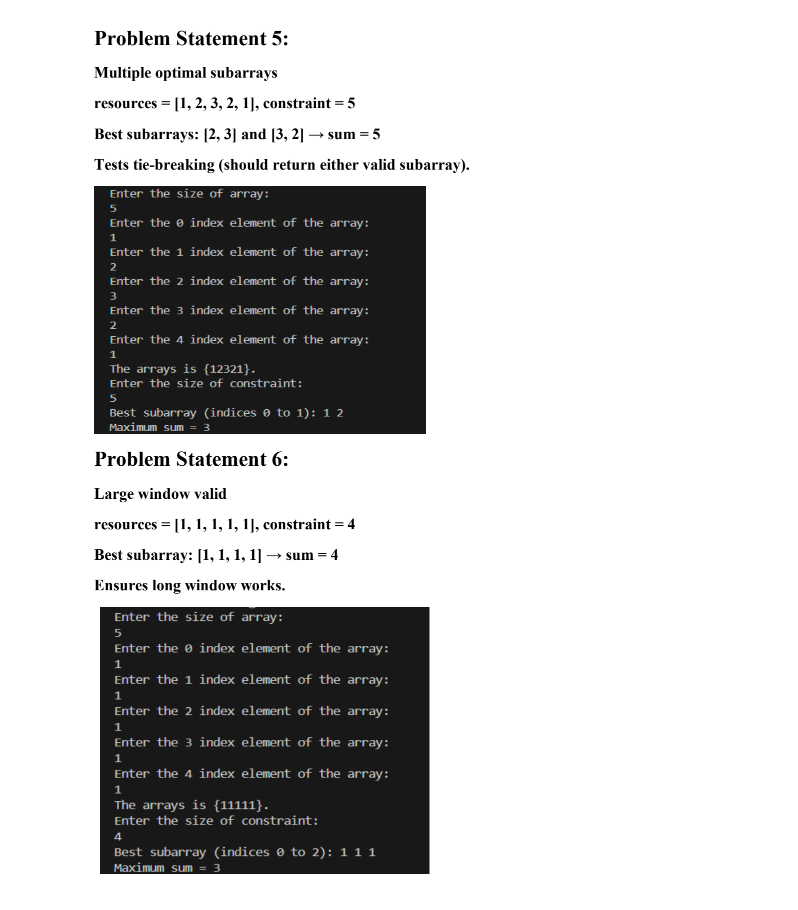 Problem Statement 5:
Multiple optimal subarrays
resources = [1, 2, 3, 2, 1], constraint = 5
Best subarrays: [2, 3] and [3, 2] → sum = 5
Tests tie-breaking (should return either valid subarray).
Enter the size of array:
5
Enter the 0 index element of the array:
1
Enter the 1 index element of the array:
2
Enter the 2 index element of the array:
3
Enter the 3 index element of the array:
2
Enter the 4 index element of the array:
1
The arrays is {12321}.
Enter the size of constraint:
5
Best subarray (indices 0 to 1): 1 2
Maximum sum = 3
Problem Statement 6:
Large window valid
resources = [1, 1, 1, 1, 1], constraint = 4
Best subarray: [1, 1, 1, 1] → sum = 4
Ensures long window works.
Enter the size of array:
5
Enter the 0 index element of the array:
1
Enter the 1 index element of the array:
1
Enter the 2 index element of the array:
1
Enter the 3 index element of the array:
1
Enter the 4 index element of the array:
1
The arrays is {11111}.
Enter the size of constraint:
4
Best subarray (indices 0 to 2): 1 1 1
Maximum sum = 3